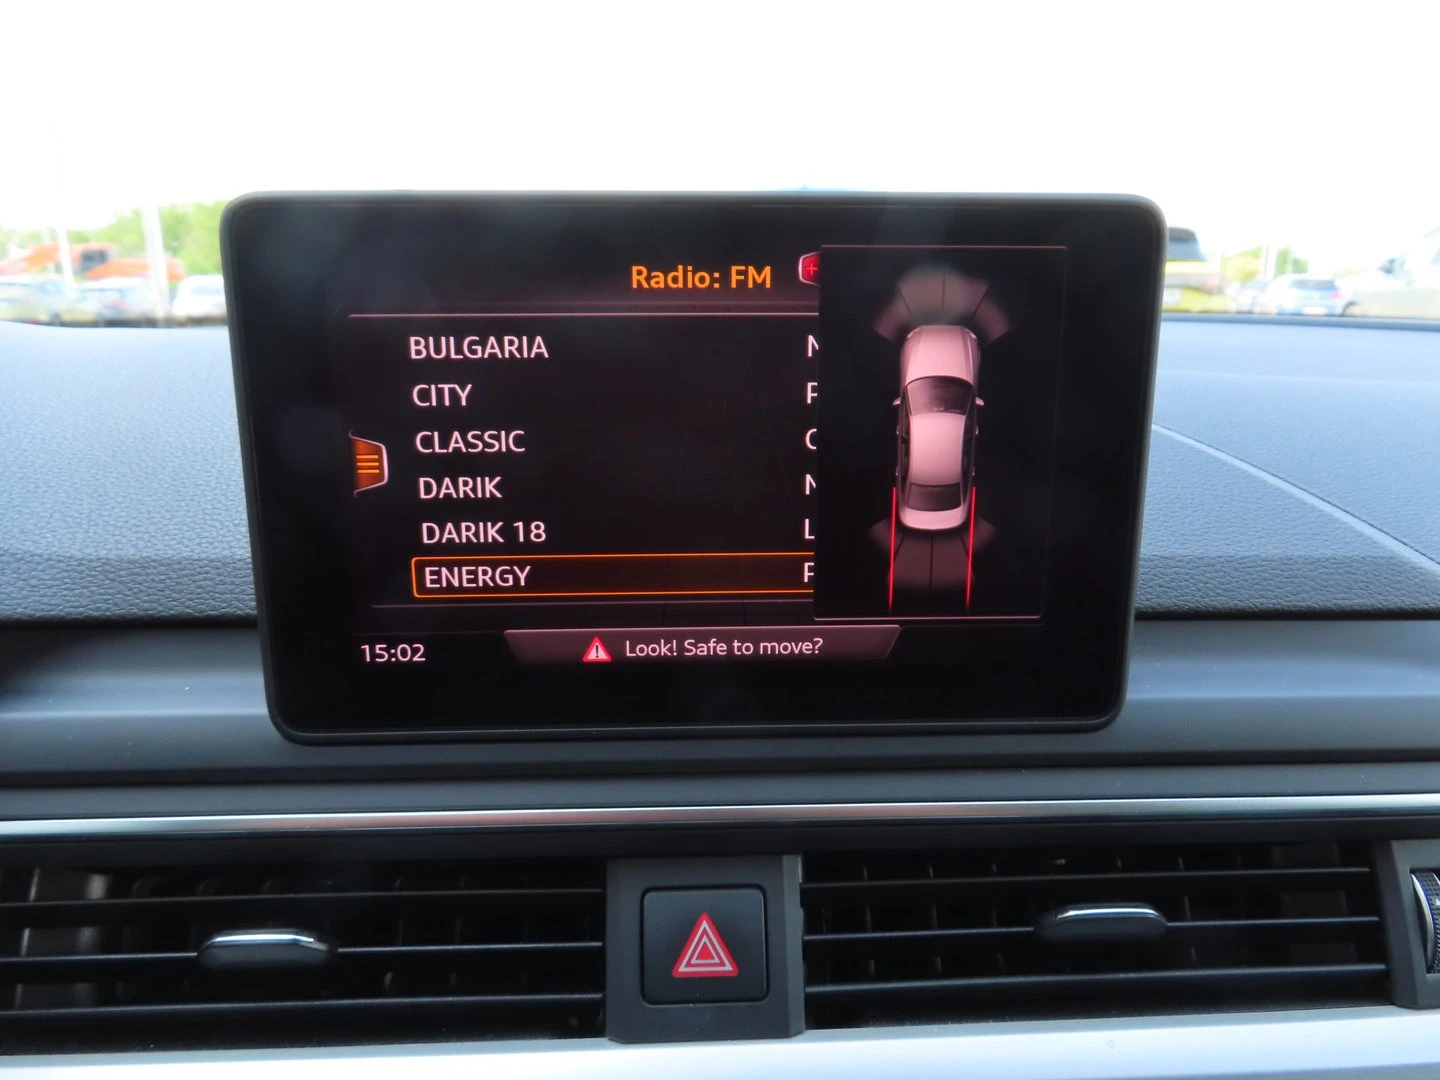 Radio: FM
BULGARIA N
CITY P
CLASSIC C
DARIK N
DARIK 18 L
ENERGY P
15:02 Look! Safe to move?